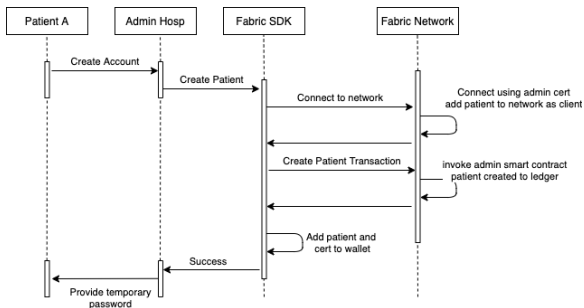 Patient A
Admin Hosp
Fabric SDK
Fabric Network
Create Account
Create Patient
Connect to network
Connect using admin cert
add patient to network as client
Create Patient Transaction
invoke admin smart contract
patient created to ledger
Add patient and
cert to wallet
Success
Provide temporary
password